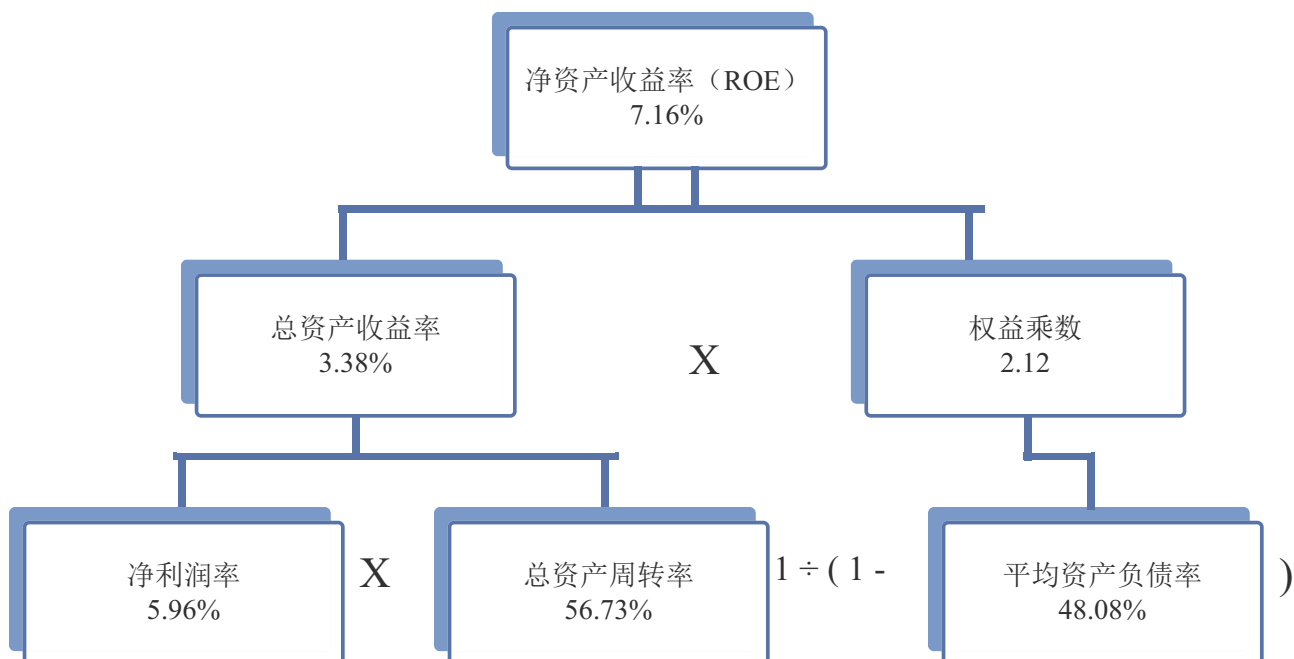 净资产收益率（ROE）
7.16%
总资产收益率
3.38%
X
权益乘数
2.12
净利润率
5.96%
X
总资产周转率
56.73%
1 ÷ ( 1 -
平均资产负债率
48.08%
)